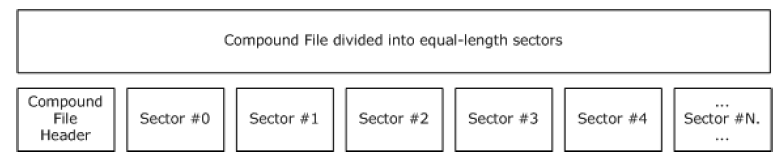 Compound File divided into equal-length sectors
Compound
File
Header
Sector #0
Sector #1
Sector #2
Sector #3
Sector #4
...
Sector #N.
...